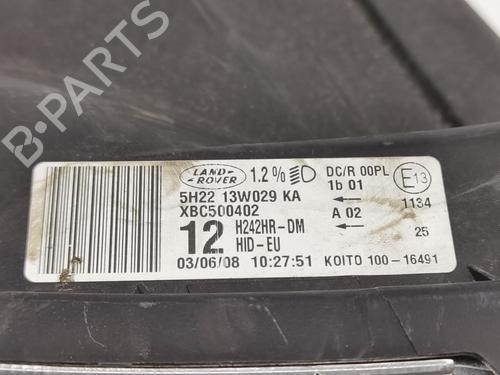 B-PARTS
LAND-
ROVER
1.2%
DC/R 00PL
E13
5H22 13W029 KA
1b 01
1134
XBC500402
A 02
12
H242HR-DM
HID-EU
25
03/06/08 10:27:51
KOITO 100-16491